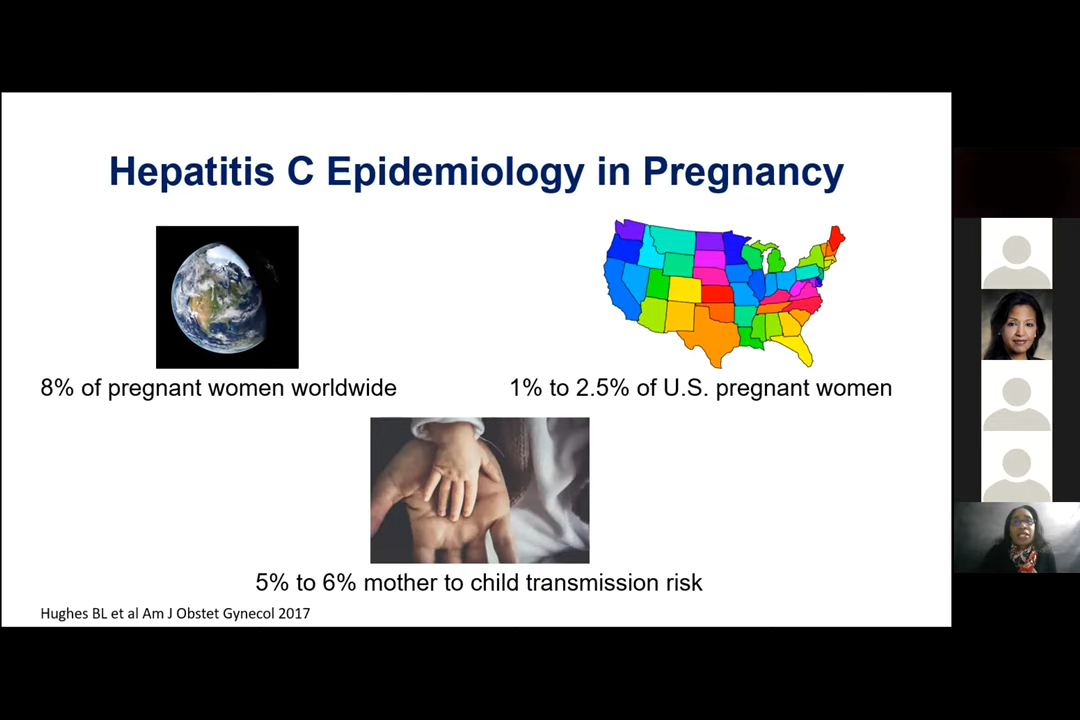 Hepatitis C Epidemiology in Pregnancy
8% of pregnant women worldwide
1% to 2.5% of U.S. pregnant women
5% to 6% mother to child transmission risk
Hughes BL et al Am J Obstet Gynecol 2017